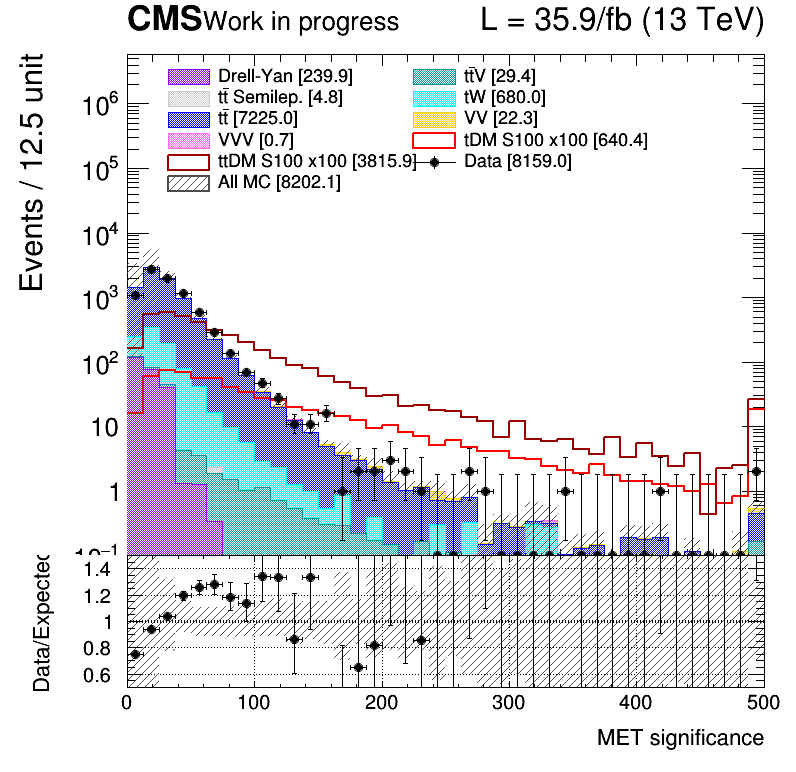 CMS Work in progress L = 35.9/fb (13 TeV)
Drell-Yan [239.9] tt̄V [29.4]
tt̄ Semilep. [4.8] tW [680.0]
tt̄ [7225.0] VV [22.3]
VVV [0.7] tDM S100 x100 [640.4]
ttDM S100 x100 [3815.9] Data [8159.0]
All MC [8202.1]
Events / 12.5 unit
10⁶
10⁵
10⁴
10³
10²
10
1
10⁻¹
Data/Expected
1.4
1.2
1
0.8
0.6
0 100 200 300 400 500
MET significance